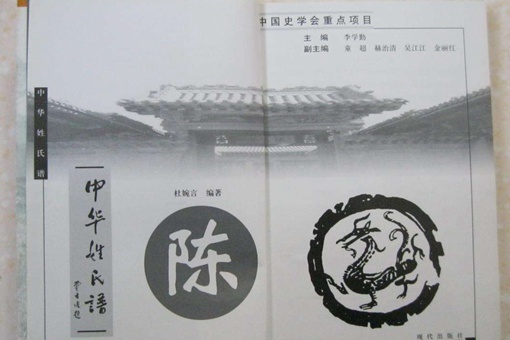 中国史学会重点项目
主编 李学勤
副主编 童超 赫治清 吴江江 金丽红
中华姓氏谱
杜婉言 编著
中华姓氏谱
陈
现代出版社